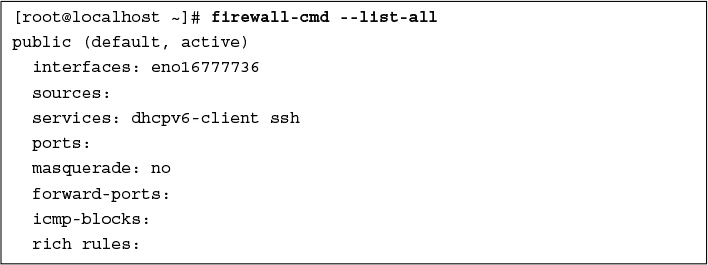 [root@localhost ~]# firewall-cmd --list-all
public (default, active)
  interfaces: eno16777736
  sources:
  services: dhcpv6-client ssh
  ports:
  masquerade: no
  forward-ports:
  icmp-blocks:
  rich rules: